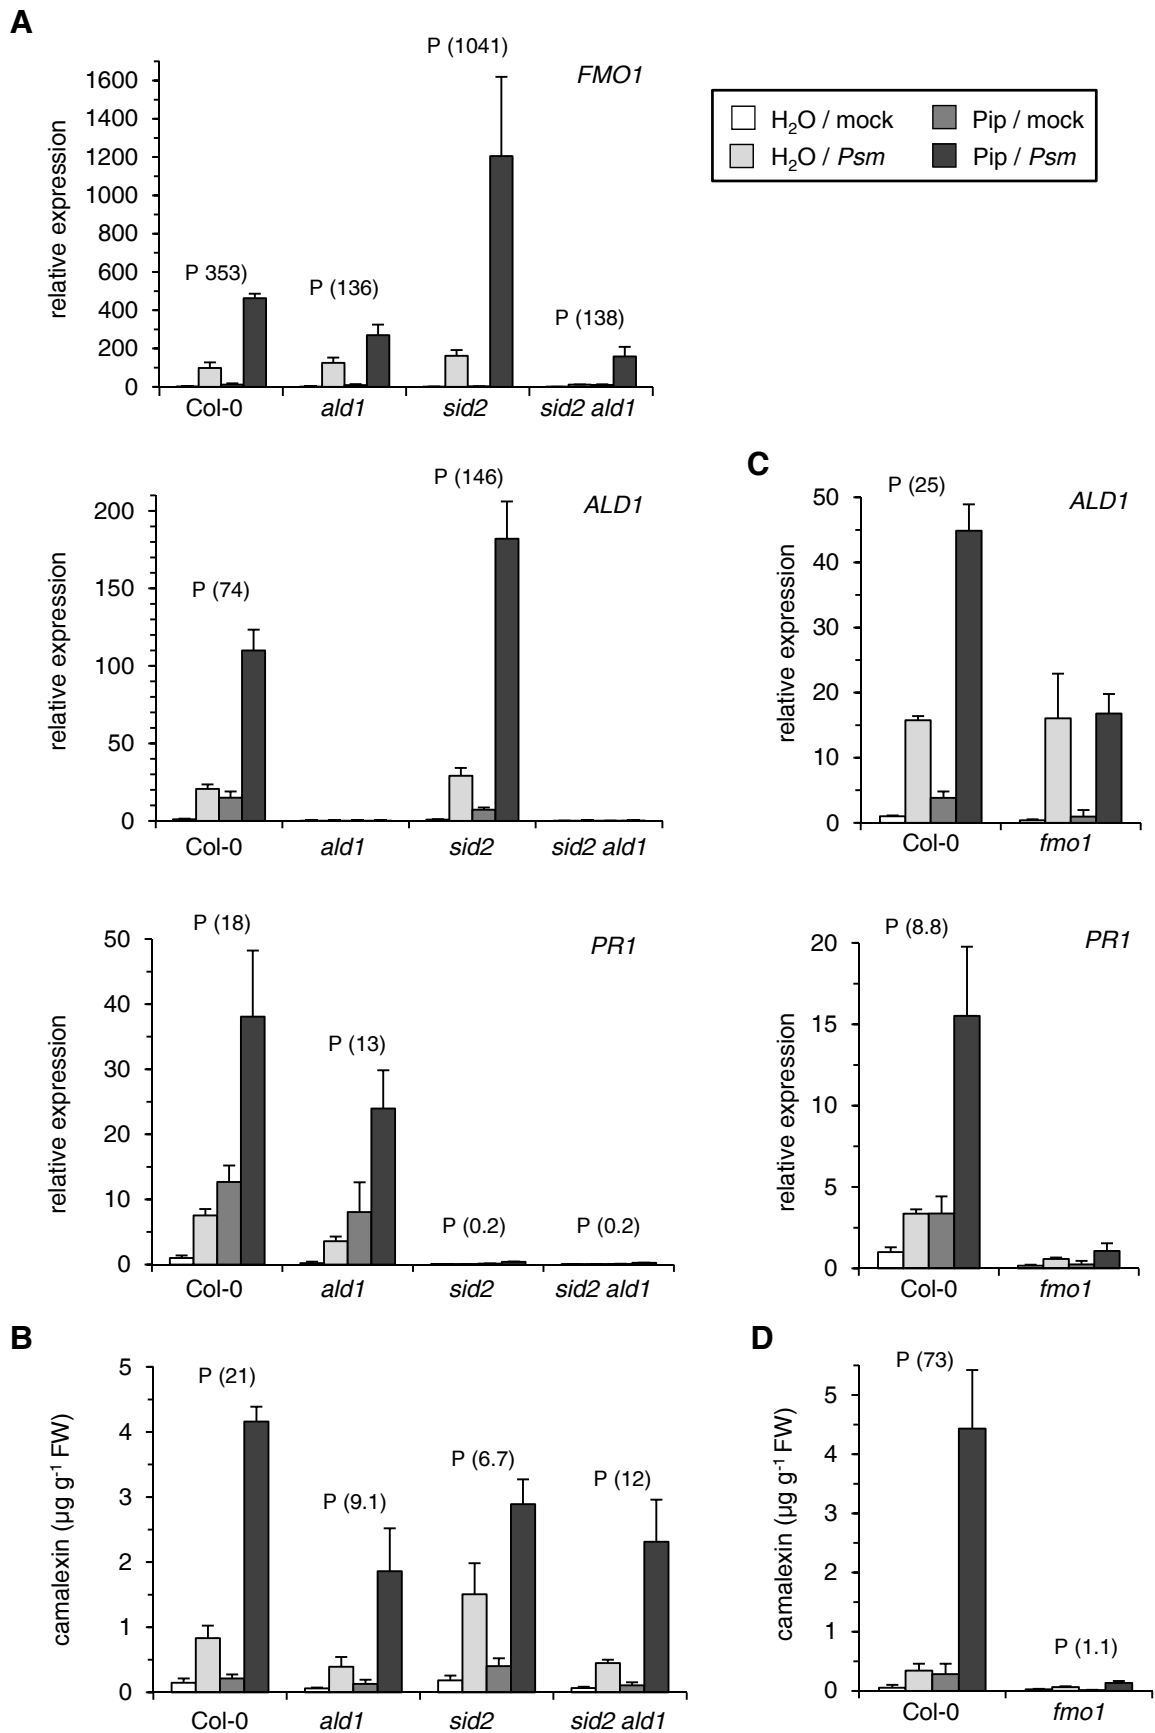 A
P (1041)
FMO1
relative expression
1600
1400
1200
1000
800
600
400
200
0
P 353)
P (136)
P (138)
Col-0 ald1 sid2 sid2 ald1
H2O / mock Pip / mock
H2O / Psm Pip / Psm
P (146)
ALD1
relative expression
200
150
100
50
0
P (74)
Col-0 ald1 sid2 sid2 ald1
P (18)
PR1
relative expression
50
40
30
20
10
0
P (13)
P (0.2)
P (0.2)
Col-0 ald1 sid2 sid2 ald1
B
camalexin (µg g-1 FW)
5
4
3
2
1
0
P (21)
P (9.1)
P (6.7)
P (12)
Col-0 ald1 sid2 sid2 ald1
C
P (25)
ALD1
relative expression
50
40
30
20
10
0
Col-0 fmo1
P (8.8)
PR1
relative expression
20
15
10
5
0
Col-0 fmo1
D
P (73)
camalexin (µg g-1 FW)
5
4
3
2
1
0
P (1.1)
Col-0 fmo1